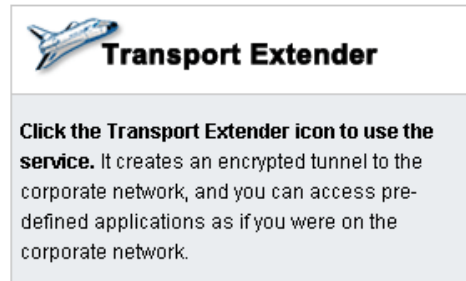 Transport Extender
Click the Transport Extender icon to use the
service. It creates an encrypted tunnel to the
corporate network, and you can access pre-
defined applications as if you were on the
corporate network.